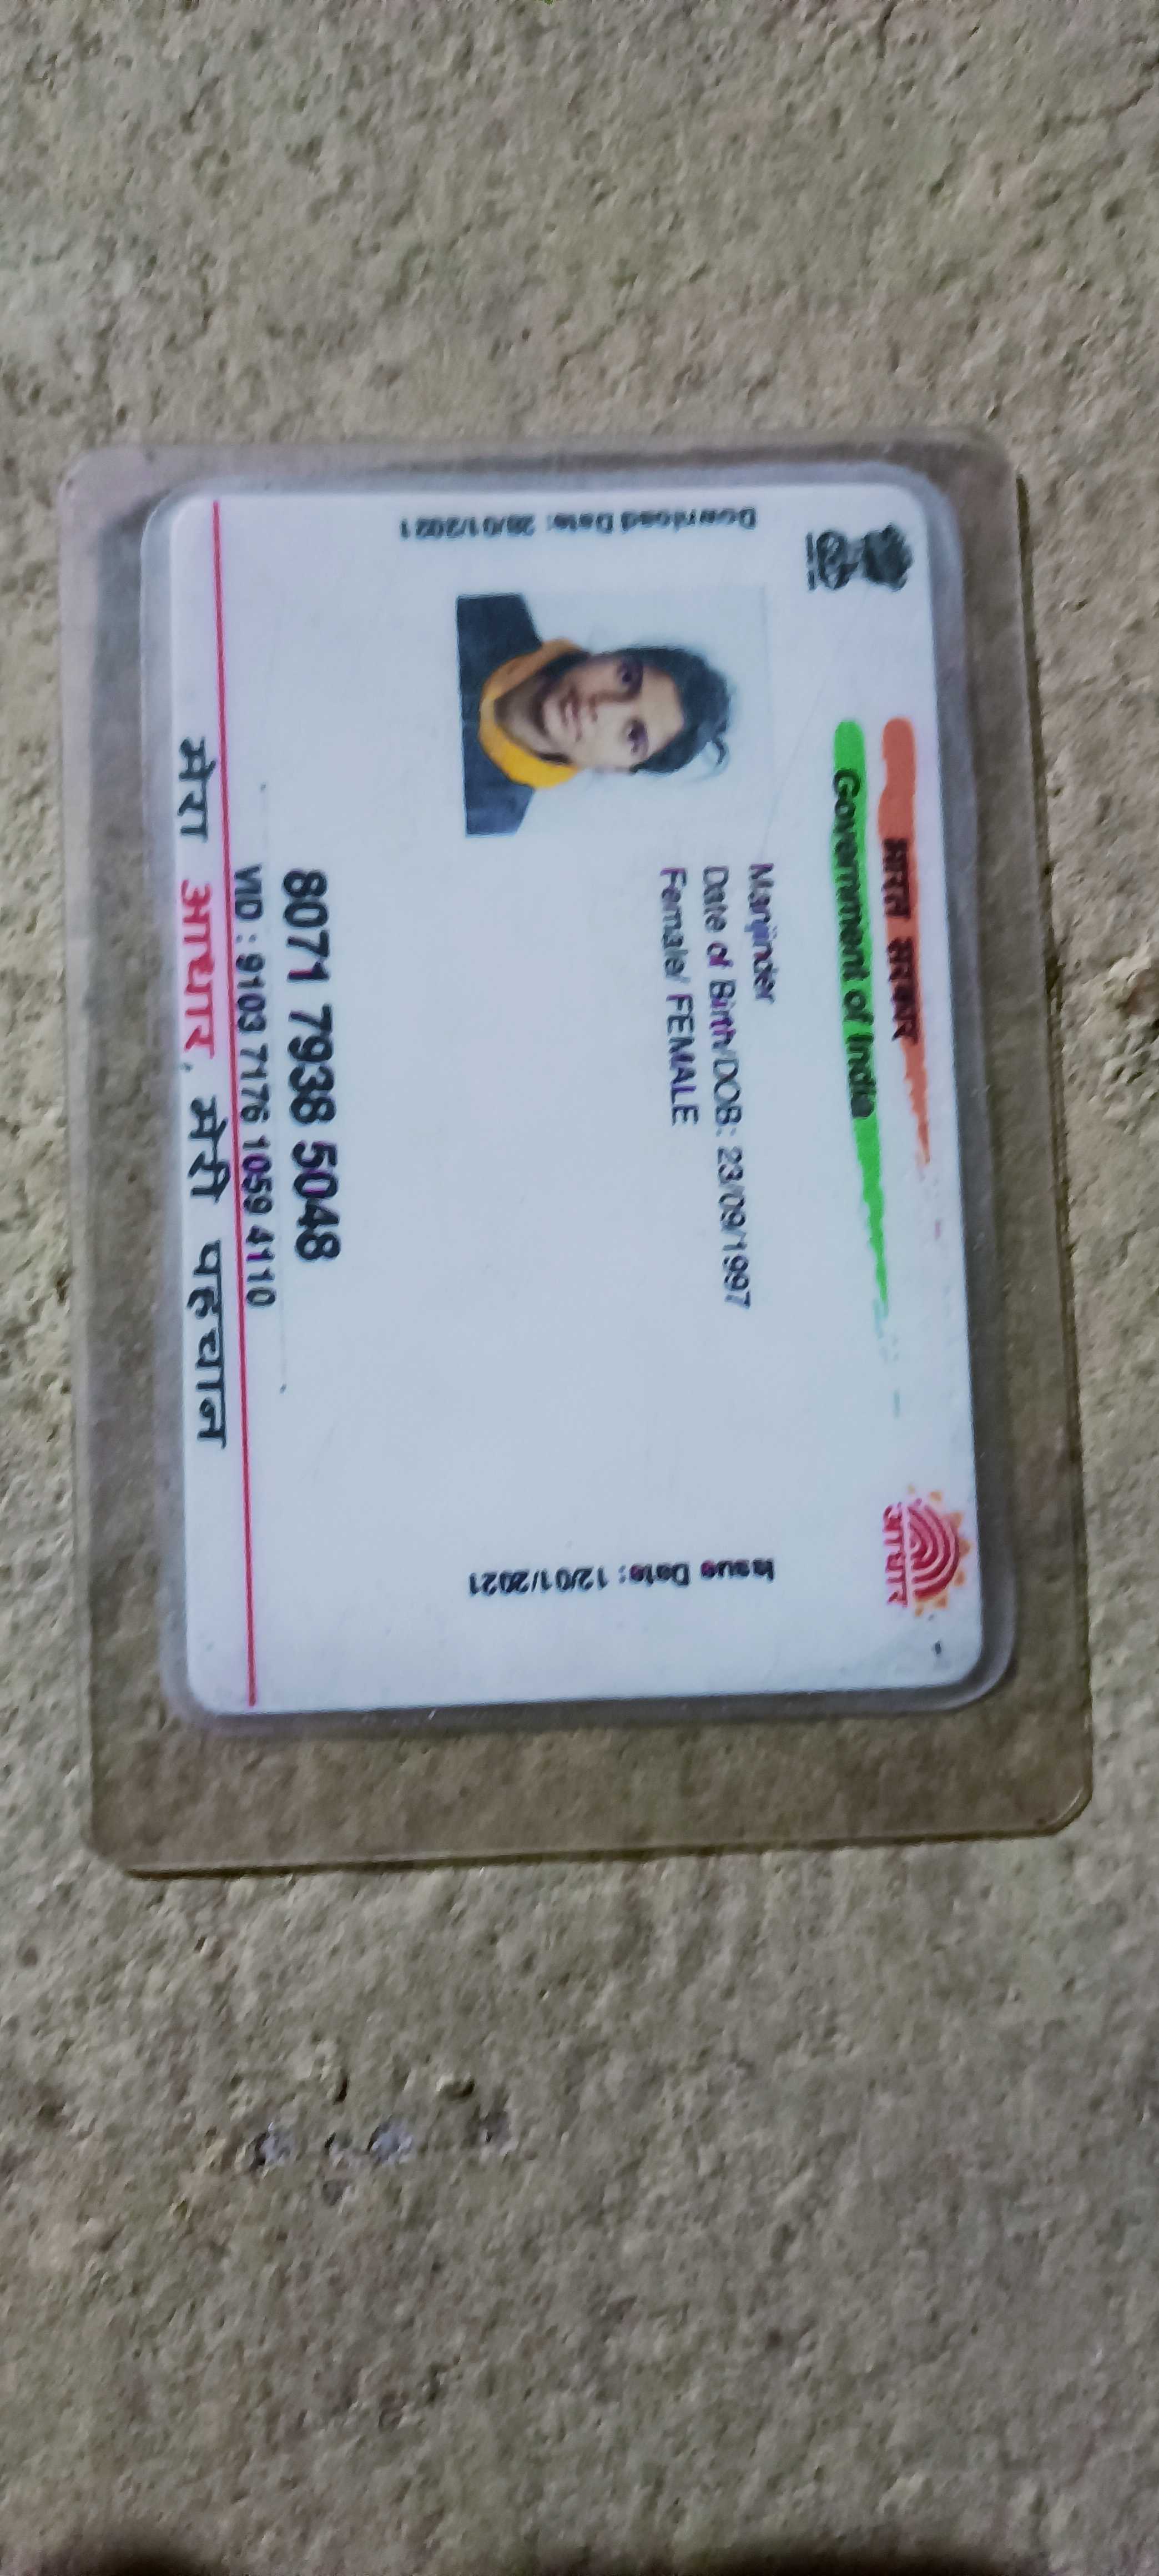 भारत सरकार
Government of India
आधार
Download Date: 28/01/2021
Issue Date: 12/01/2021
Manjinder
Date of Birth/DOB: 23/09/1997
Female/ FEMALE
8071 7938 5048
VID : 9103 7176 1059 4110
मेरा आधार, मेरी पहचान